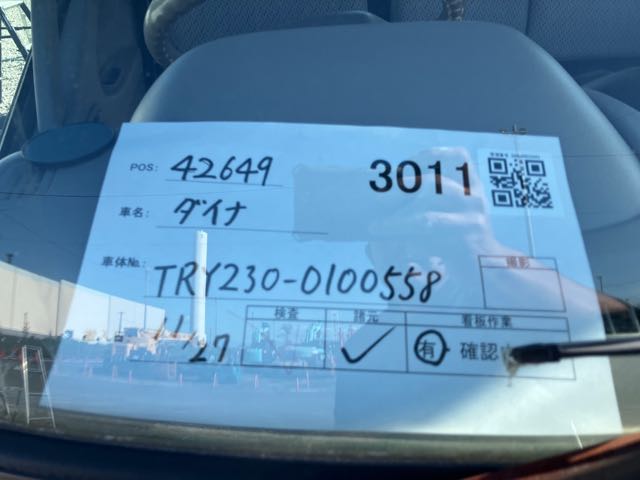 POS: 42649 3011
車名: ダイナ
車体No. TRY230-0100558
撮影
11/27
検査 諸元 看板作業
✓ 有 確認